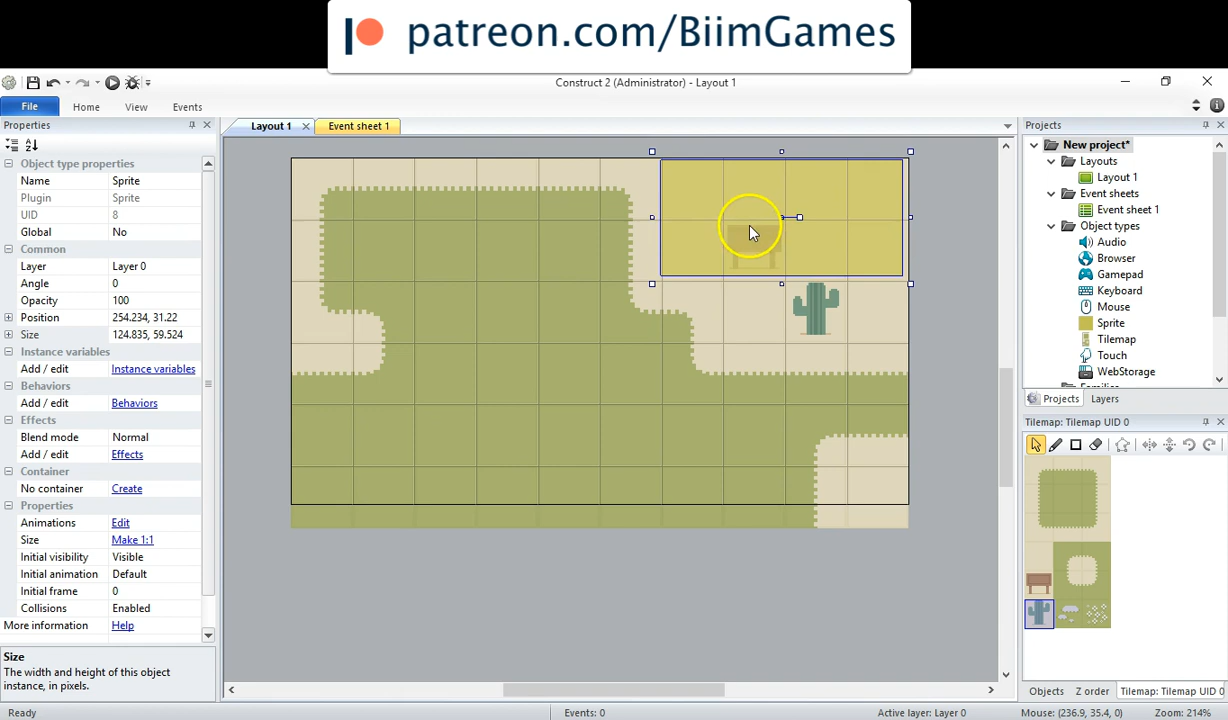 patreon.com/BiimGames
Construct 2 (Administrator) - Layout 1
File
Home
View
Events
Properties
Layout 1
Event sheet 1
Projects
Object type properties
Name
Sprite
Plugin
Sprite
UID
8
Global
No
Common
Layer
Layer 0
Angle
0
Opacity
100
Position
254.234, 31.22
Size
124.835, 59.524
Instance variables
Add / edit
Instance variables
Behaviors
Add / edit
Behaviors
Effects
Blend mode
Normal
Add / edit
Effects
Container
No container
Create
Properties
Animations
Edit
Size
Make 1:1
Initial visibility
Visible
Initial animation
Default
Initial frame
0
Collisions
Enabled
More information
Help
Size
The width and height of this object
instance, in pixels.
New project*
Layouts
Layout 1
Event sheets
Event sheet 1
Object types
Audio
Browser
Gamepad
Keyboard
Mouse
Sprite
Tilemap
Touch
WebStorage
Projects
Layers
Tilemap: Tilemap UID 0
Objects
Z order
Tilemap: Tilemap UID 0
Ready
Events: 0
Active layer: Layer 0
Mouse: (236.9, 35.4, 0)
Zoom: 214%